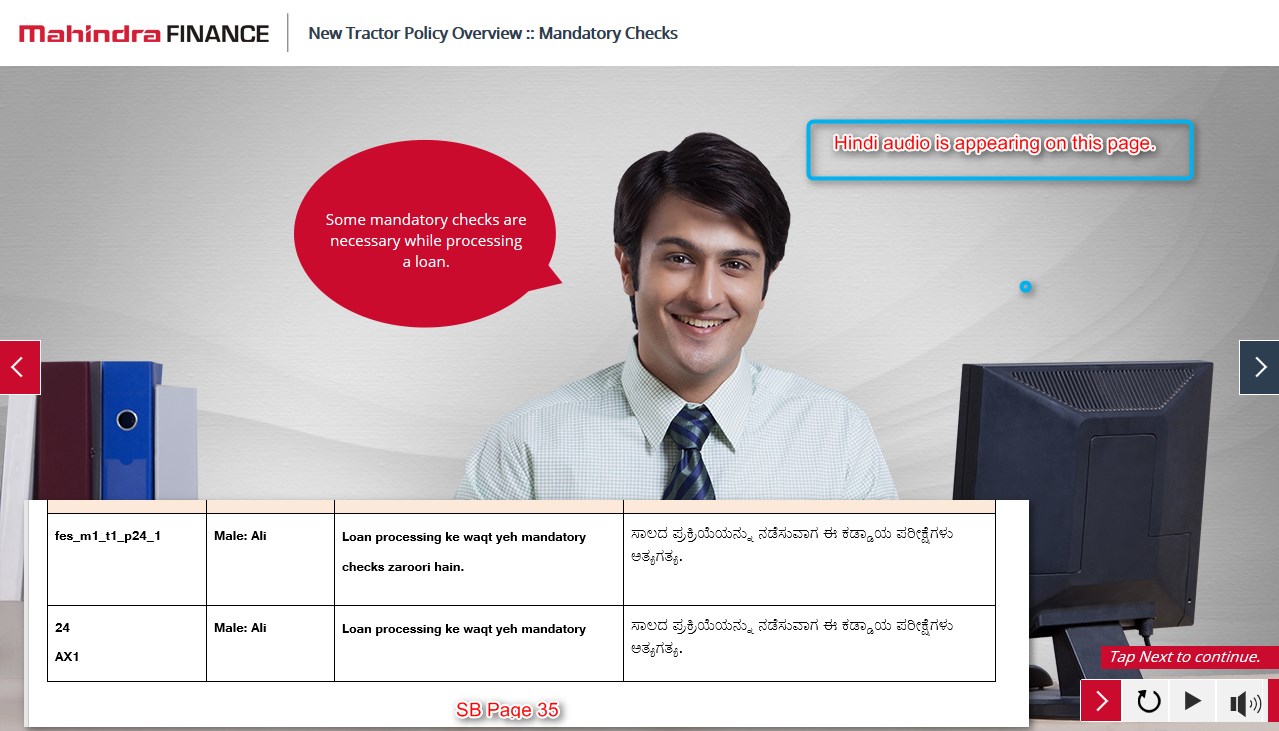 Mahindra FINANCE
New Tractor Policy Overview :: Mandatory Checks
Hindi audio is appearing on this page.
Some mandatory checks are
necessary while processing
a loan.
fes_m1_t1_p24_1
Male: Ali
Loan processing ke waqt yeh mandatory
checks zaroori hain.
ಸಾಲದ ಪ್ರಕ್ರಿಯೆಯನ್ನು ನಡೆಸುವಾಗ ಈ ಕಡ್ಡಾಯ ಪರೀಕ್ಷೆಗಳು
ಅತ್ಯಗತ್ಯ.
24
AX1
Male: Ali
Loan processing ke waqt yeh mandatory
ಸಾಲದ ಪ್ರಕ್ರಿಯೆಯನ್ನು ನಡೆಸುವಾಗ ಈ ಕಡ್ಡಾಯ ಪರೀಕ್ಷೆಗಳು
ಅತ್ಯಗತ್ಯ.
Tap Next to continue.
SB Page 35